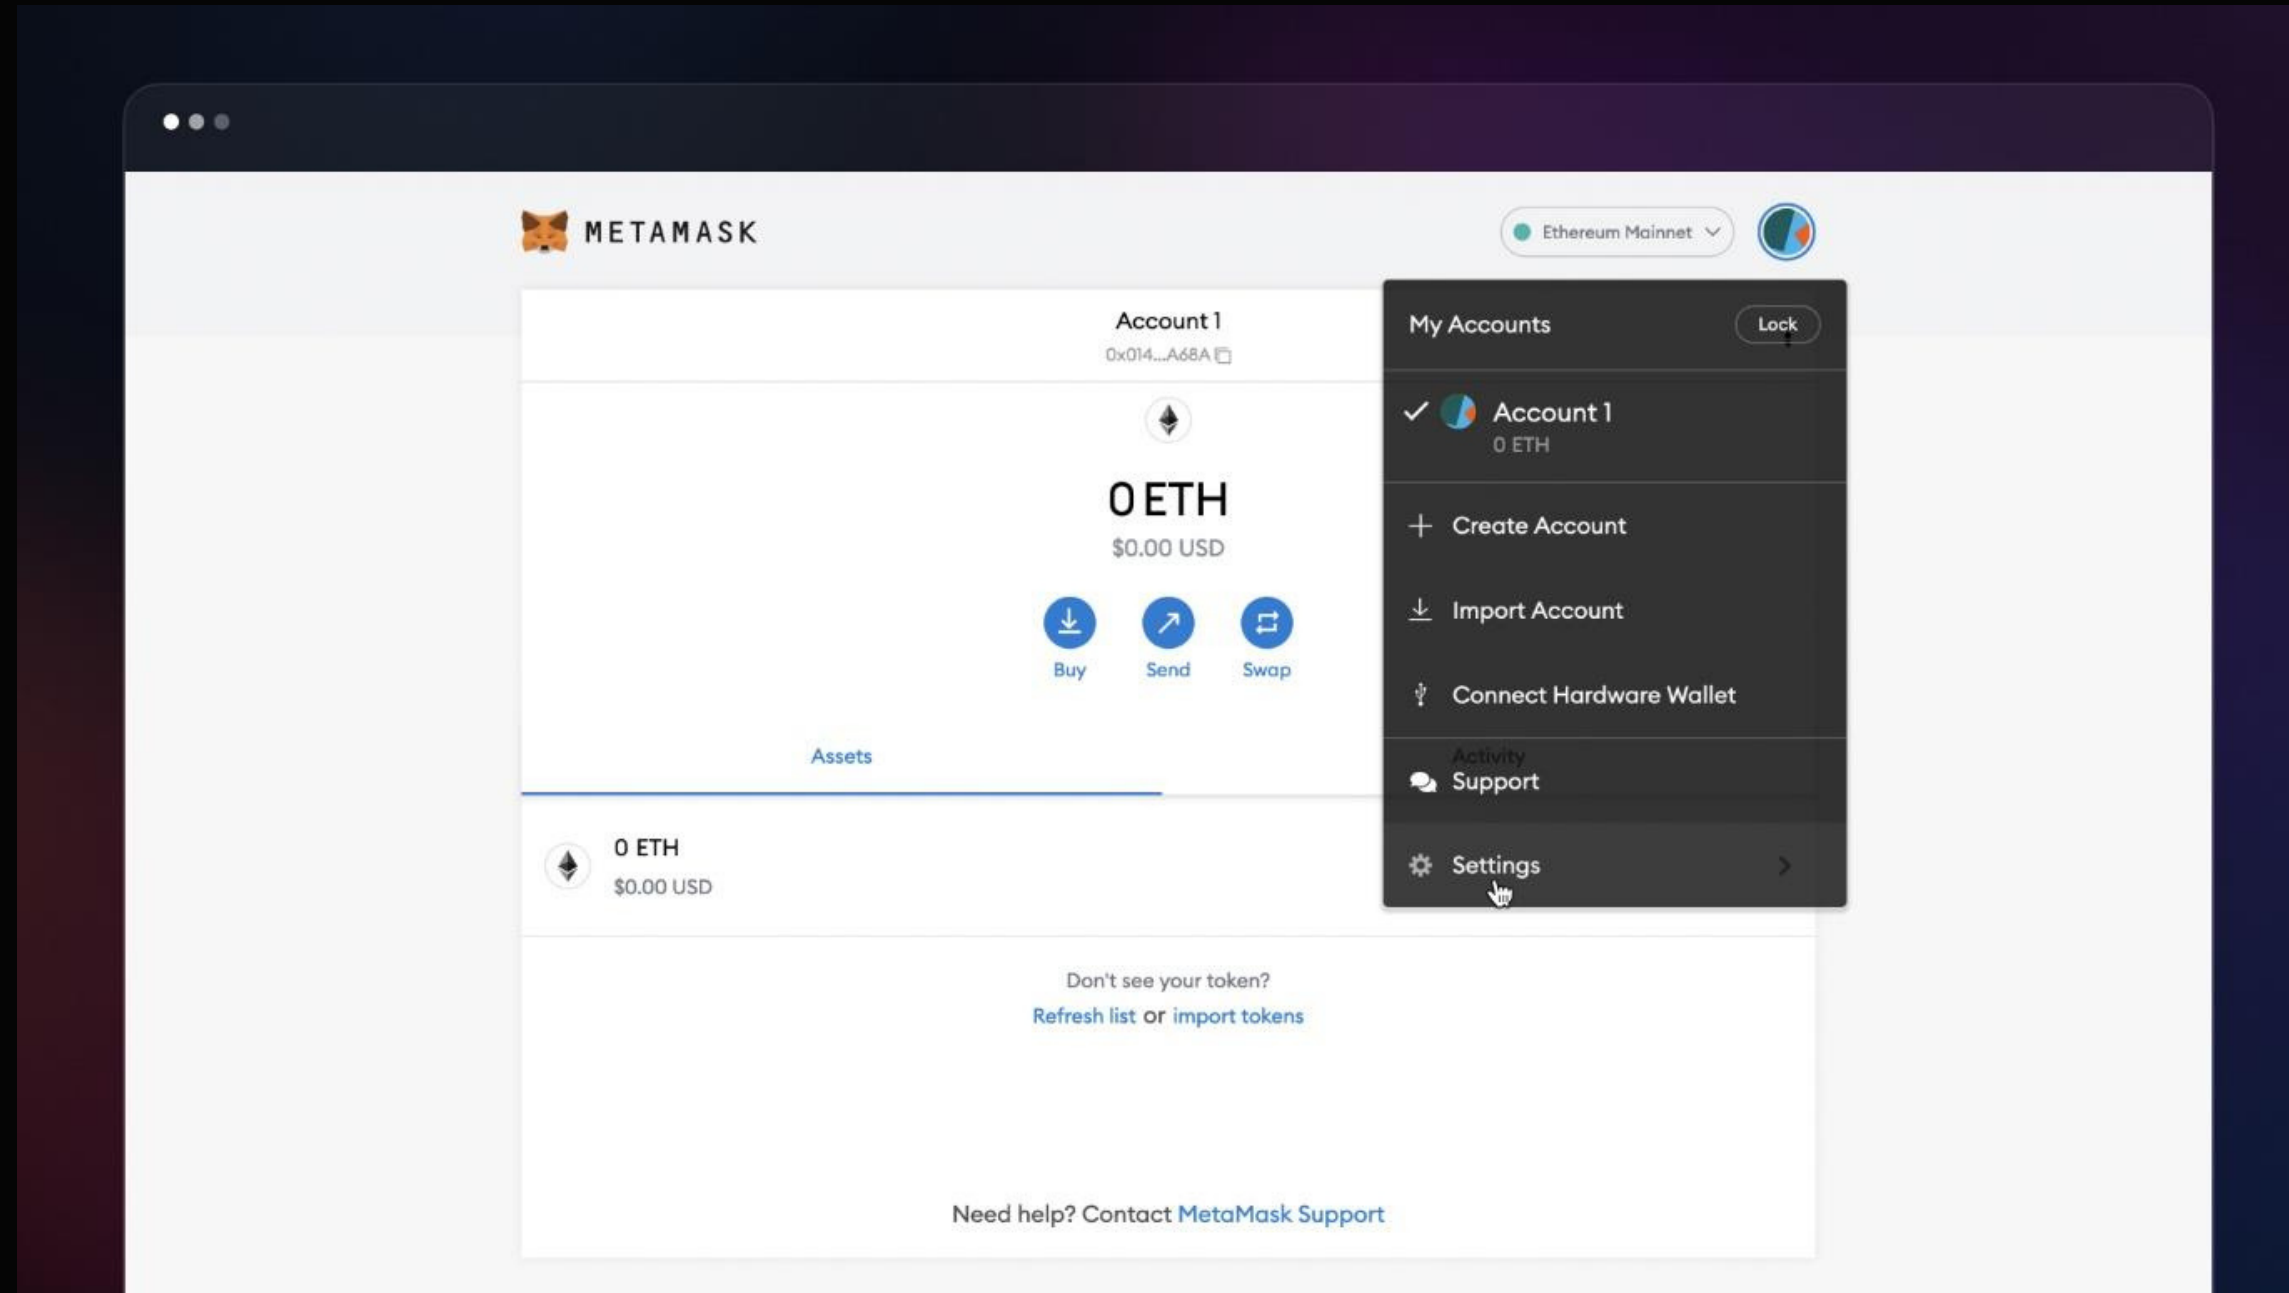 METAMASK
Ethereum Mainnet
Account 1
0x014...A68A
0 ETH
$0.00 USD
Buy
Send
Swap
Assets
Activity
0 ETH
$0.00 USD
Don't see your token?
Refresh list or import tokens
Need help? Contact MetaMask Support
My Accounts
Lock
Account 1
0 ETH
Create Account
Import Account
Connect Hardware Wallet
Support
Settings